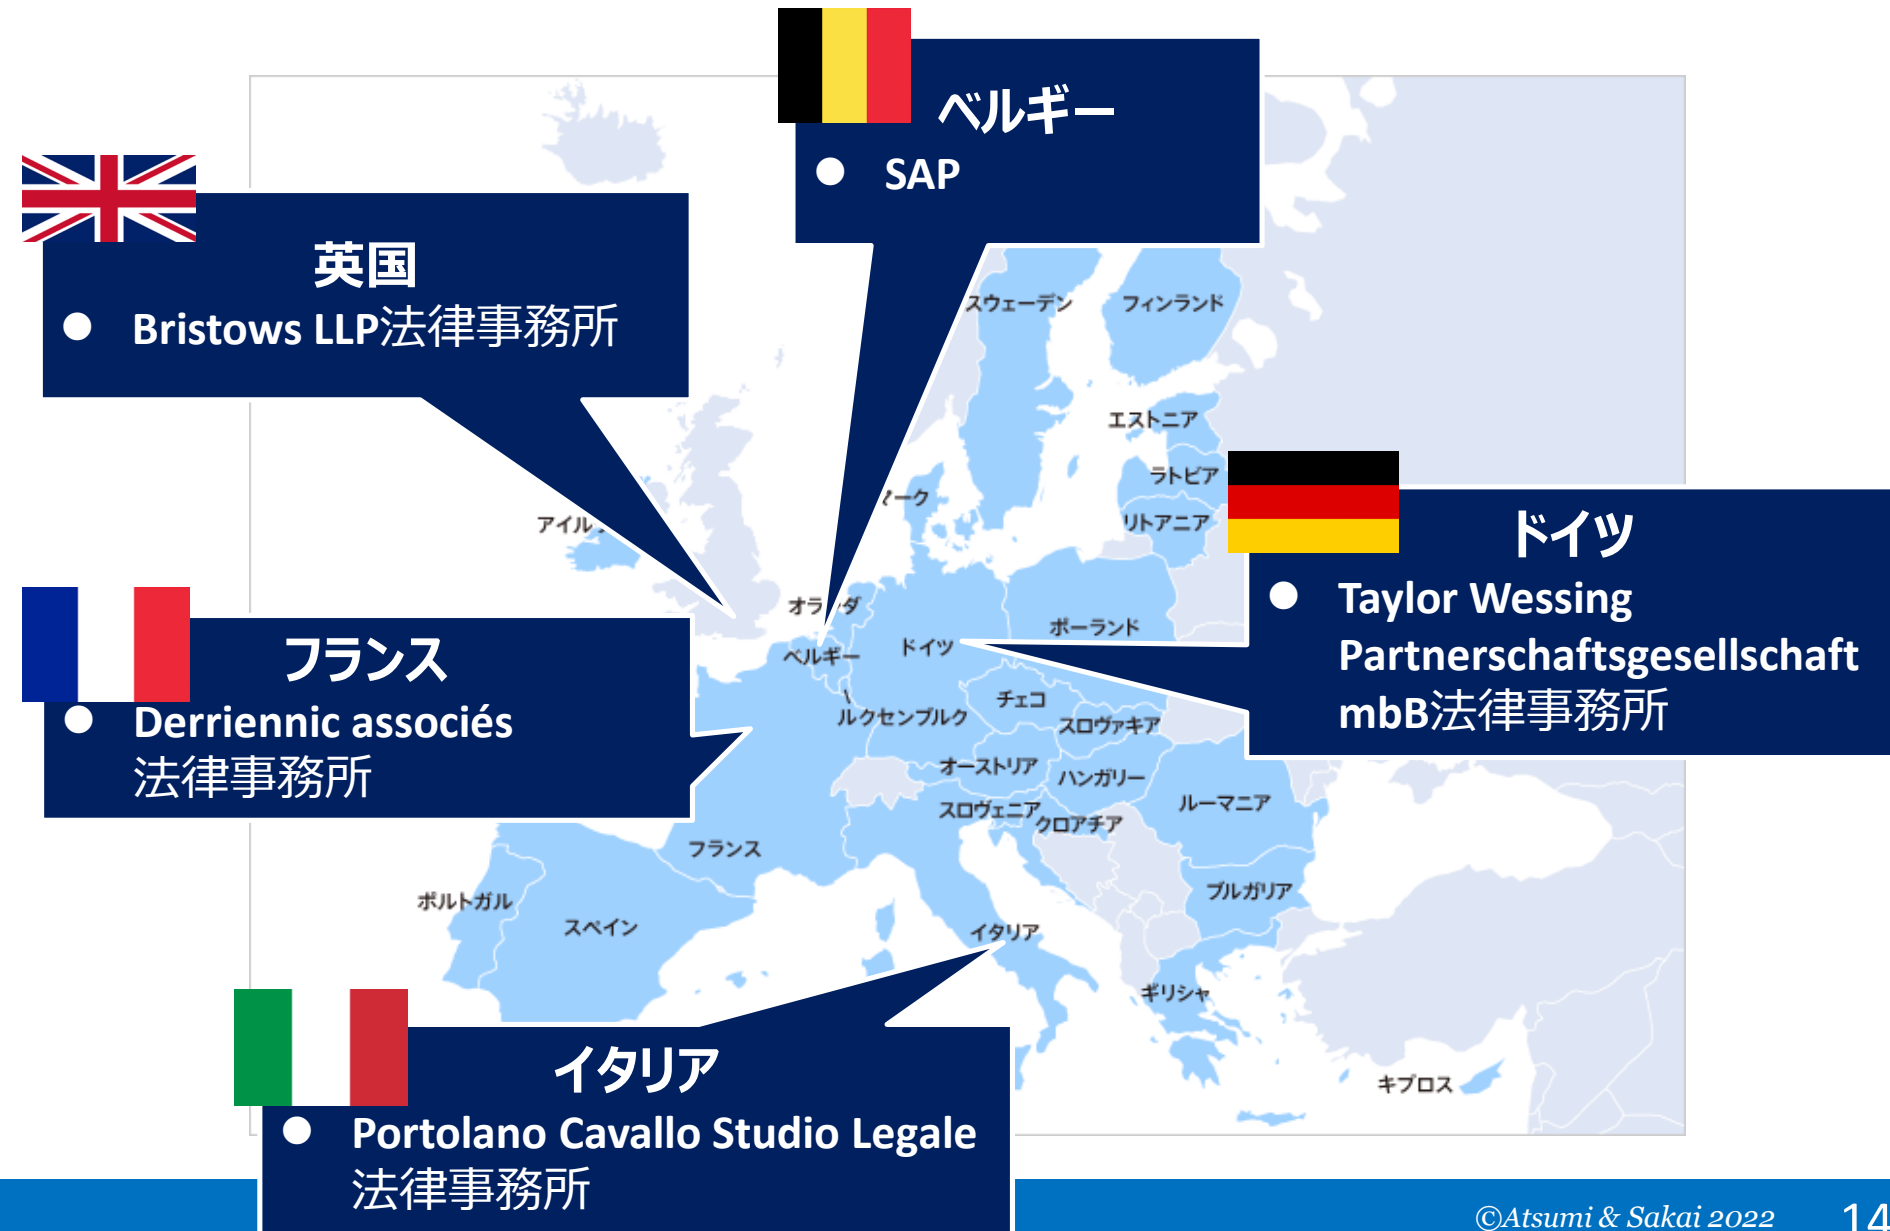 ベルギー
● SAP
英国
● Bristows LLP法律事務所
スウェーデン
フィンランド
エストニア
ラトビア
リトアニア
マーク
アイル
ドイツ
● Taylor Wessing
Partnerschaftsgesellschaft
mbB法律事務所
オランダ
ベルギー
ドイツ
ポーランド
フランス
● Derriennic associés
法律事務所
ルクセンブルク
チェコ
スロヴァキア
オーストリア
ハンガリー
スロヴェニア
クロアチア
ルーマニア
フランス
ブルガリア
ポルトガル
スペイン
イタリア
ギリシャ
キプロス
イタリア
● Portolano Cavallo Studio Legale
法律事務所
©Atsumi & Sakai 2022
14